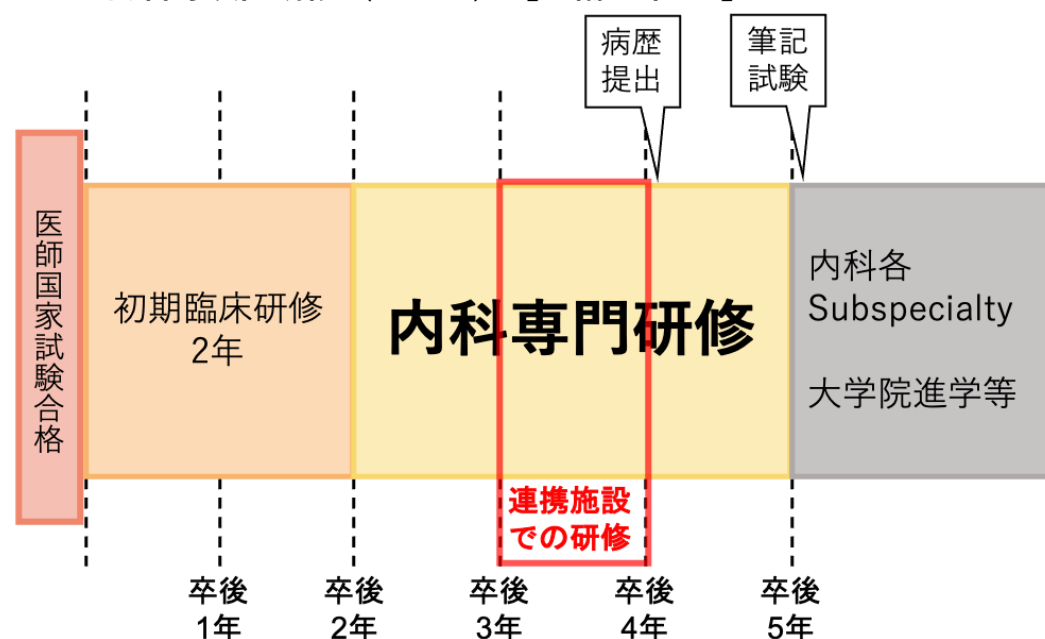 病歴
提出
筆記
試験
医師国家試験合格
初期臨床研修
2年
内科専門研修
内科各
Subspecialty
大学院進学等
連携施設
での研修
卒後
1年
卒後
2年
卒後
3年
卒後
4年
卒後
5年